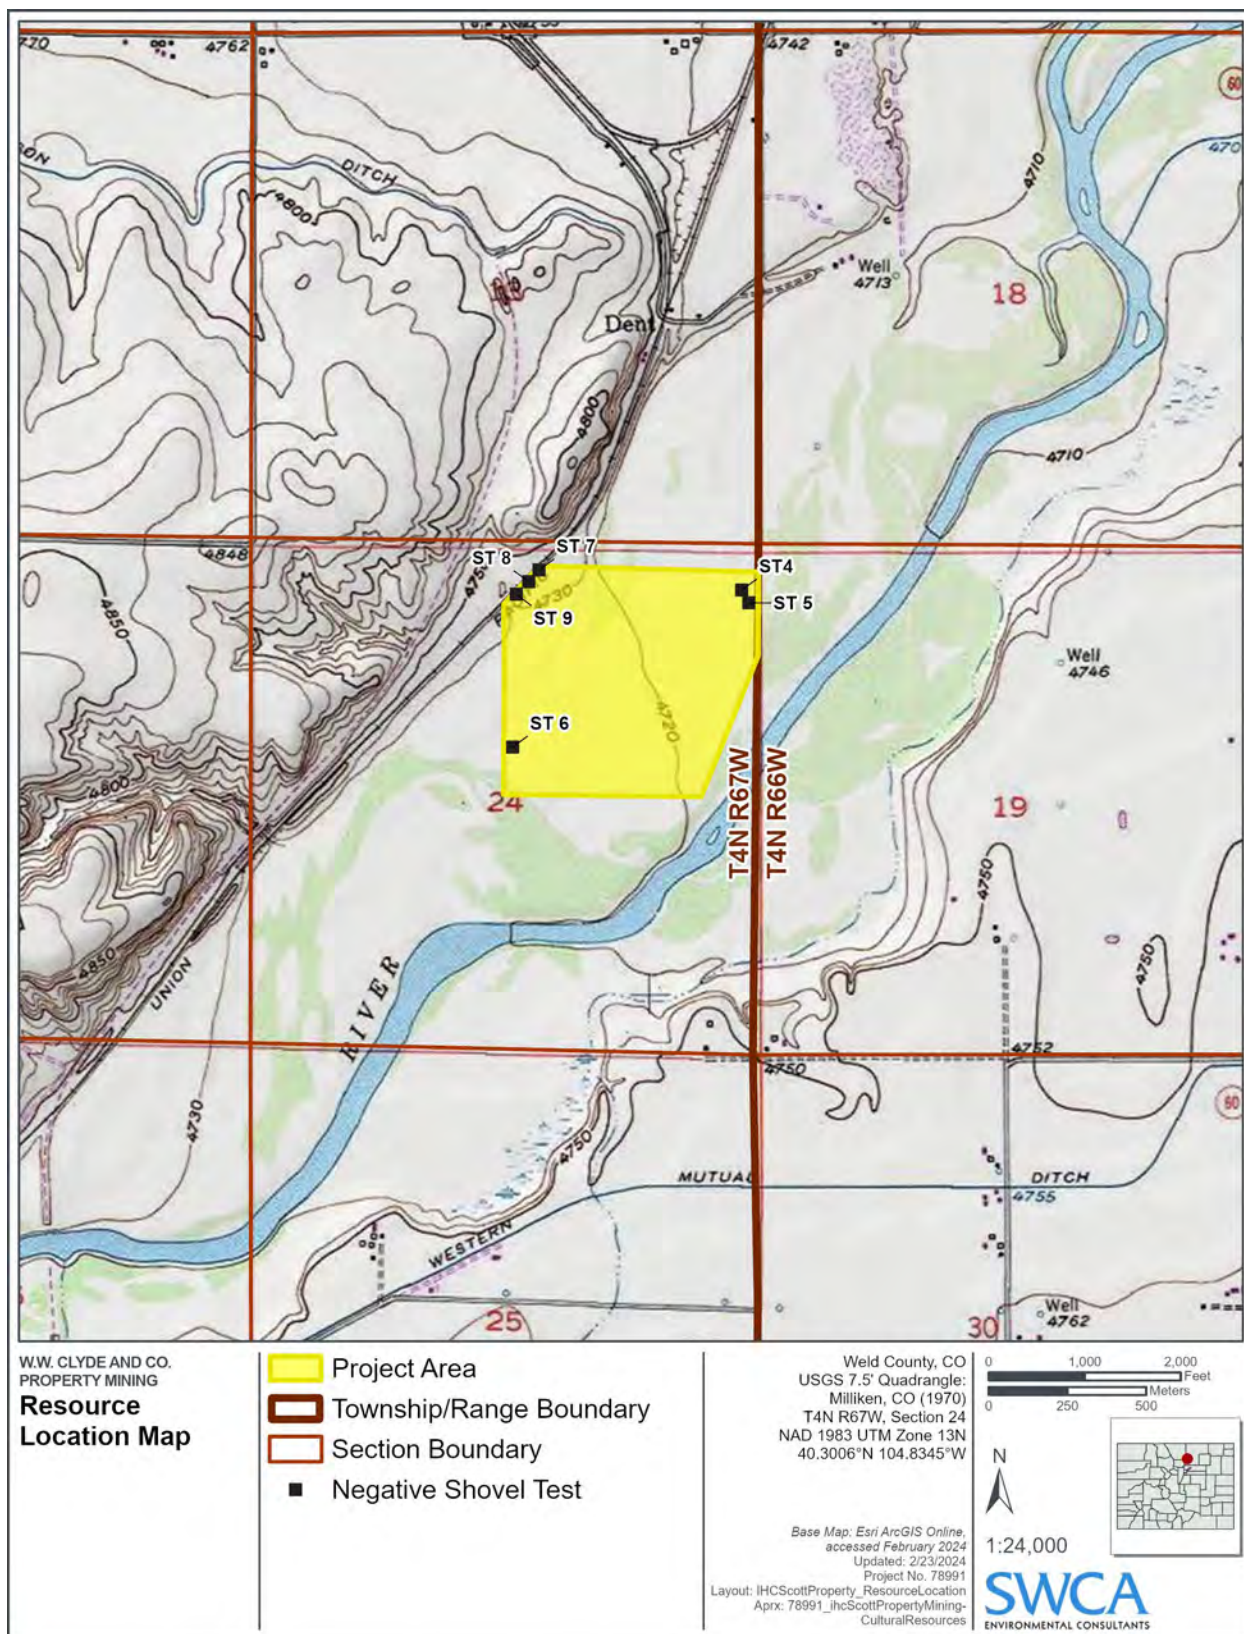 4762
4742
60
470
4710
DITCH
4800
Well
4713
18
Dent
4800
4710
4848
ST 8
ST 7
ST4
4730
ST 5
ST 9
4850
Well
4746
ST 6
4720
T4N R67W
T4N R66W
4800
24
19
4750
4850
UNION
4750
RIVER
4752
4750
60
4730
4750
MUTUAL
DITCH
4755
WESTERN
25
Well
4762
30
W.W. CLYDE AND CO.
PROPERTY MINING
Resource
Location Map
Project Area
Township/Range Boundary
Section Boundary
Negative Shovel Test
Weld County, CO
USGS 7.5' Quadrangle:
Milliken, CO (1970)
T4N R67W, Section 24
NAD 1983 UTM Zone 13N
40.3006°N 104.8345°W
Base Map: Esri ArcGIS Online,
accessed February 2024
Updated: 2/23/2024
Project No. 78991
Layout: IHCScottProperty_ResourceLocation
Aprx: 78991_ihcScottPropertyMining-
CulturalResources
0 1,000 2,000
Feet
Meters
0 250 500
N
1:24,000
SWCA
ENVIRONMENTAL CONSULTANTS